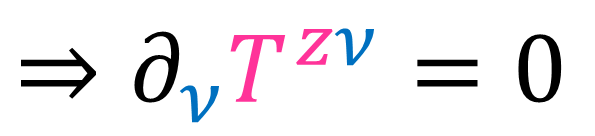 ⇒ ∂_ν T^{zν} = 0